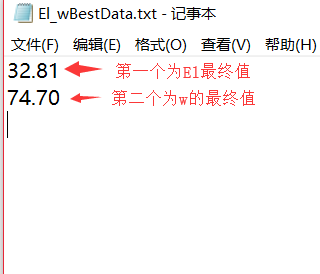 El_wBestData.txt - 记事本
文件(F) 编辑(E) 格式(O) 查看(V) 帮助(H)
32.81 第一个为El最终值
74.70 第二个为w的最终值